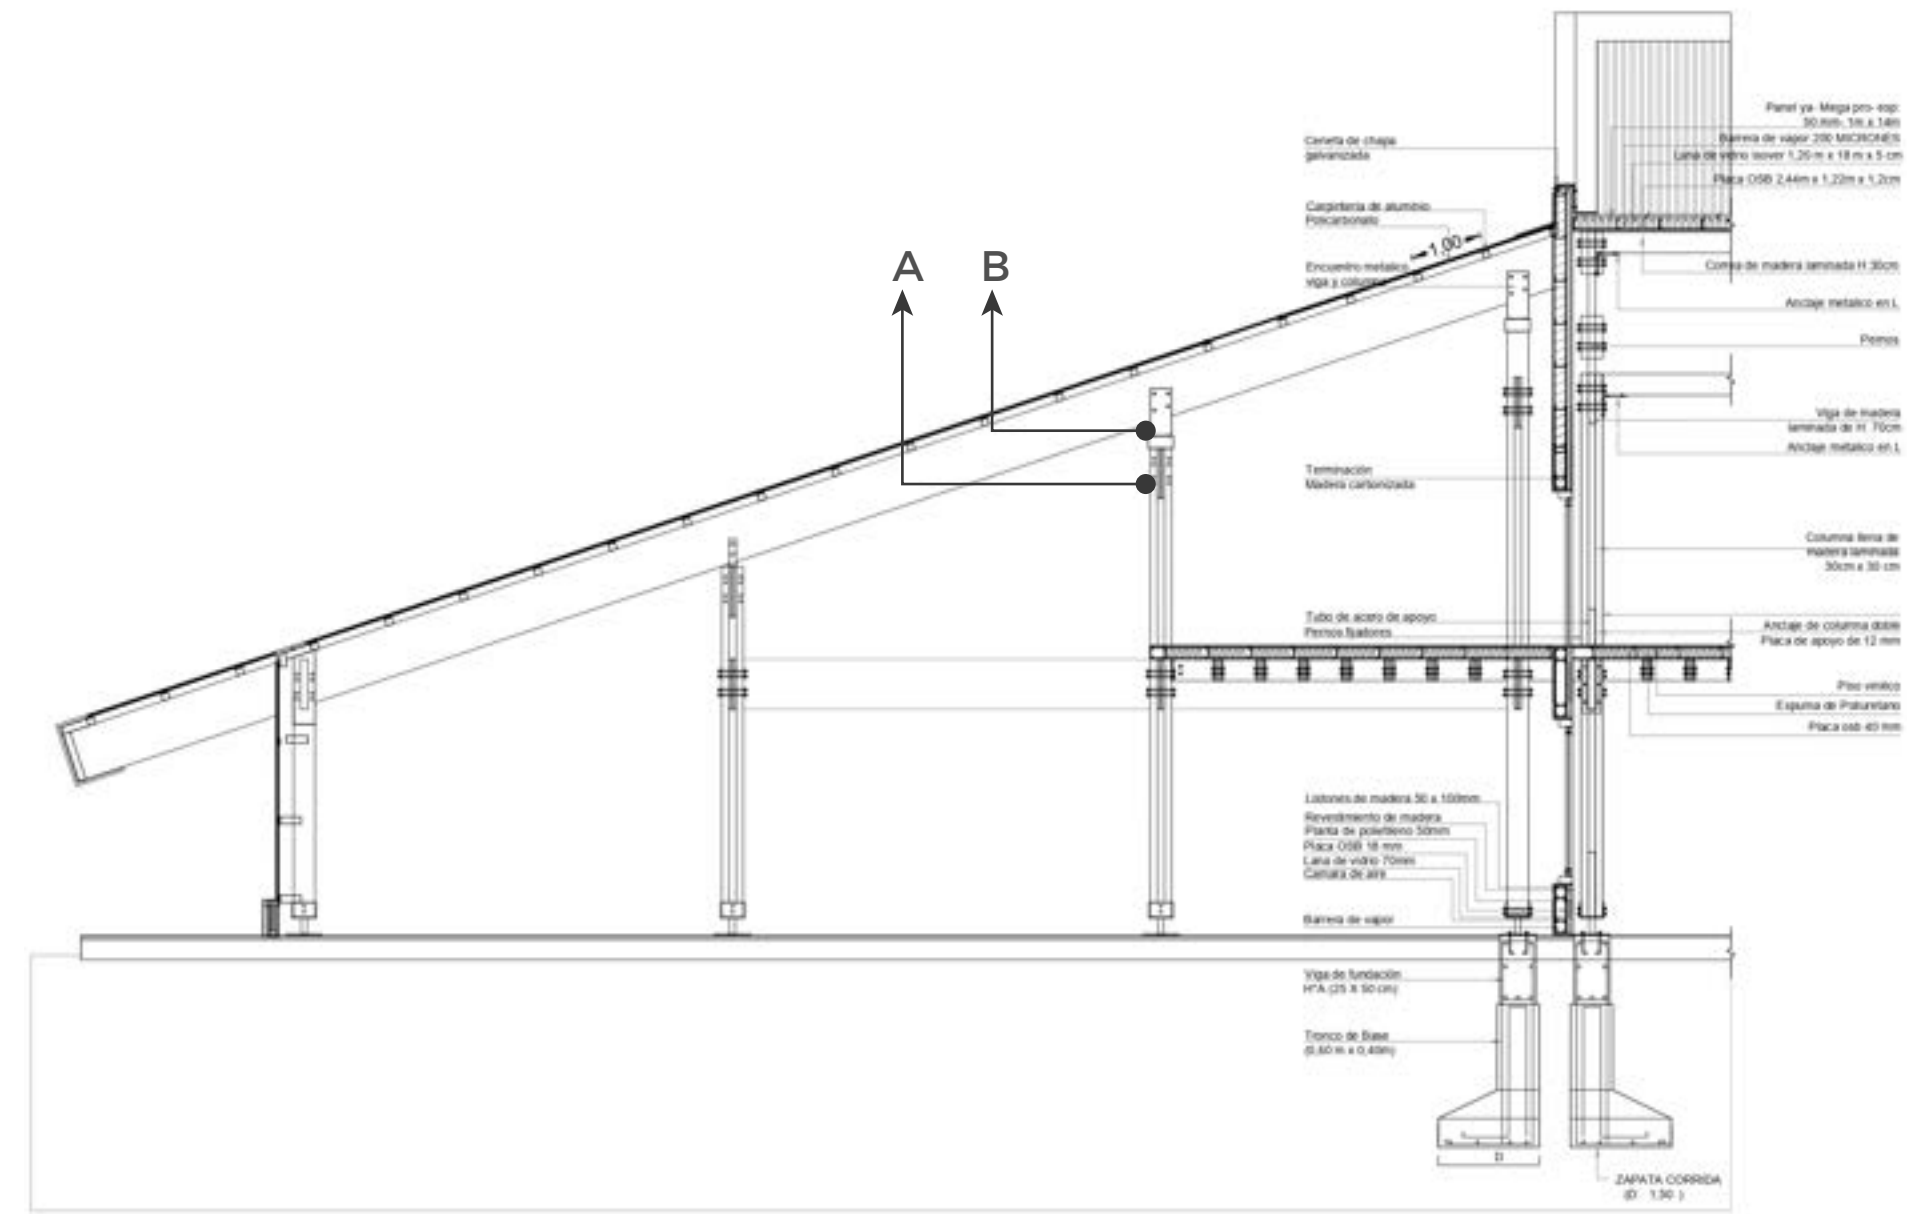 Panel ya- Mega pro- esp:
50 mm- 1m x 14m
Barrera de vapor 200 MICRONES
Lana de vidrio isover 1,20 m x 18 m x 5 cm
Placa OSB 2,44m x 1,22m x 1,2cm
Ceneta de chapa
galvanizada
Carpinteria de aluminio
Policarbonato
1,00
A
B
Encuentro metalico
viga y columna
Correa de madera laminada H 30cm
Anclaje metalico en L
Pernos
Viga de madera
laminada de H 70cm
Anclaje metalico en L
Terminación
Madera carbonizada
Columna llena de
madera laminada
30cm x 30 cm
Tubo de acero de apoyo
Pernos fijadores
Anclaje de columna doble
Placa de apoyo de 12 mm
Piso vinilico
Espuma de Poliuretano
Placa osb 40 mm
Listones de madera 50 x 100mm
Revestimiento de madera
Planta de polietileno 50mm
Placa OSB 18 mm
Lana de vidrio 70mm
Camara de aire
Barrera de vapor
Viga de fundación
H°A (25 X 50 cm)
Tronco de Base
(0,60 m x 0,40m)
D
ZAPATA CORRIDA
(D 1,50 )